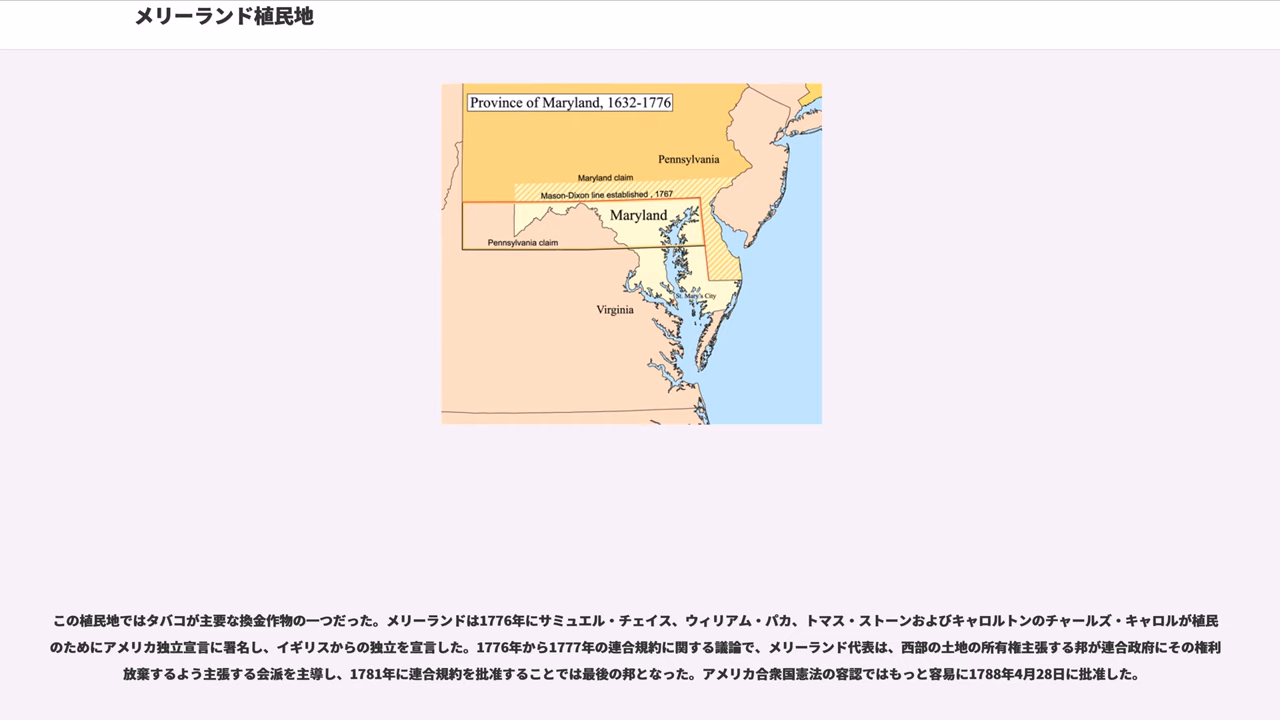 メリーランド植民地
Province of Maryland, 1632-1776
Pennsylvania
Maryland claim
Mason-Dixon line established , 1767
Maryland
Pennsylvania claim
St. Mary's City
Virginia
この植民地ではタバコが主要な換金作物の一つだった。メリーランドは1776年にサミュエル・チェイス、ウィリアム・パカ、トマス・ストーンおよびキャロルトンのチャールズ・キャロルが植民
のためにアメリカ独立宣言に署名し、イギリスからの独立を宣言した。1776年から1777年の連合規約に関する議論で、メリーランド代表は、西部の土地の所有権主張する邦が連合政府にその権利
放棄するよう主張する会派を主導し、1781年に連合規約を批准することでは最後の邦となった。アメリカ合衆国憲法の容認ではもっと容易に1788年4月28日に批准した。